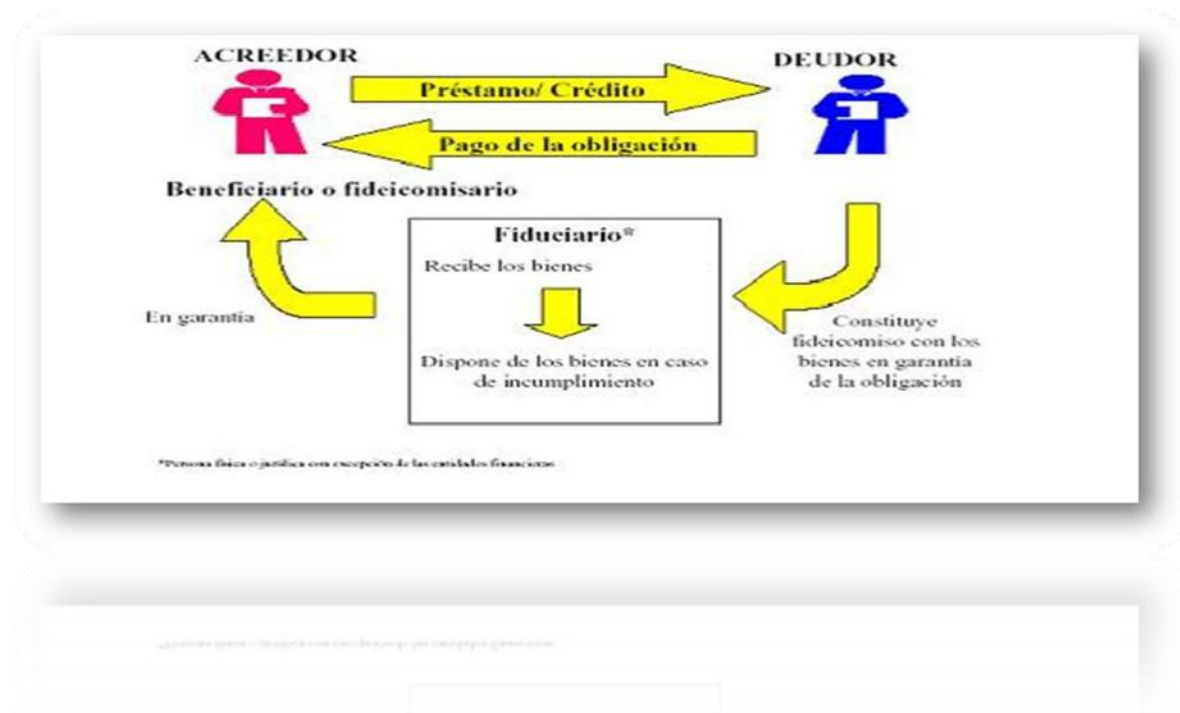 ACREEDOR
DEUDOR
Préstamo/ Crédito
Pago de la obligación
Beneficiario o fideicomisario
Fiduciario*
Recibe los bienes
Dispone de los bienes en caso
de incumplimiento
En garantía
Constituye
fideicomiso con los
bienes en garantía
de la obligación
*Persona física o jurídica con excepción de las entidades financieras